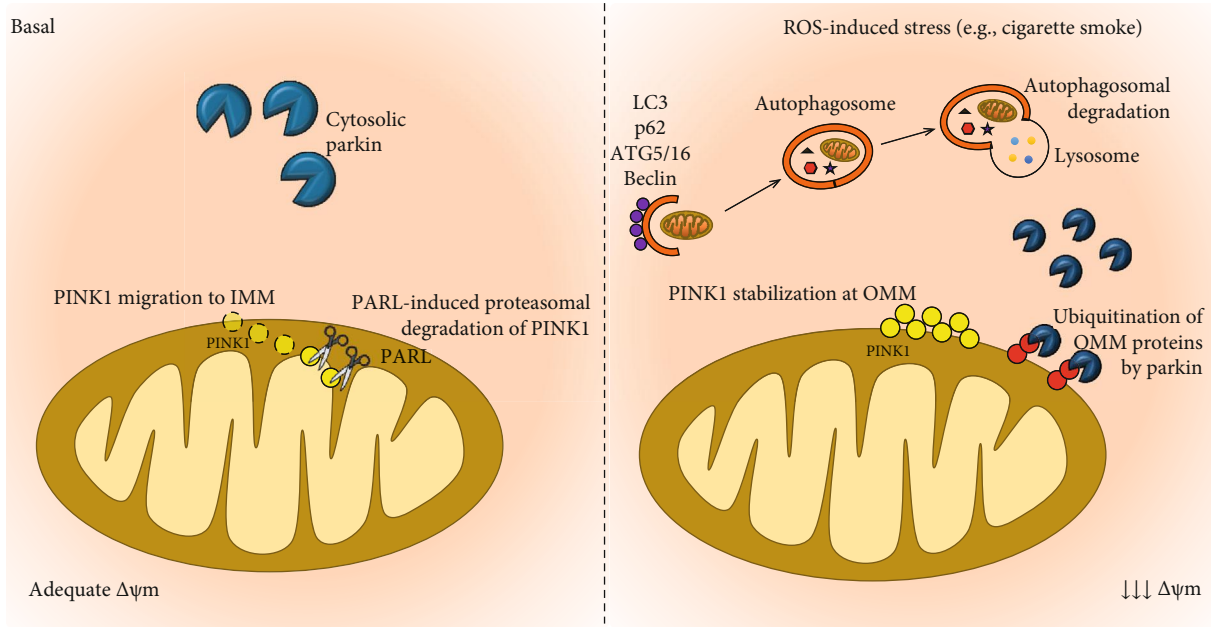 Basal
Cytosolic
parkin
PINK1 migration to IMM
PINK1
PARL-induced proteasomal
degradation of PINK1
PARL
Adequate Δψm
ROS-induced stress (e.g., cigarette smoke)
LC3
p62
ATG5/16
Beclin
Autophagosome
Autophagosomal
degradation
Lysosome
PINK1 stabilization at OMM
PINK1
Ubiquitination of
OMM proteins
by parkin
↓↓↓ Δψm